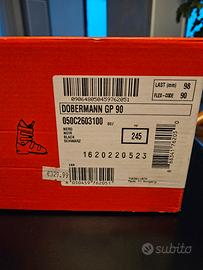 0906480050459762051
LAST (mm) 98
FLEX-CODE 90
DOBERMANN GP 90
050C2603100
NERO
NOIR
BLACK
SCHWARZ
245
1620220523
€329,99
subito